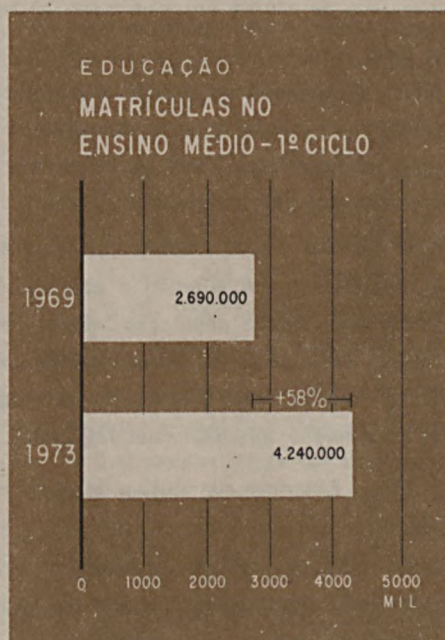 EDUCAÇÃO
MATRÍCULAS NO
ENSINO MÉDIO - 1º CICLO
1969
2.690.000
+58%
1973
4.240.000
0 1000 2000 3000 4000 5000
MIL